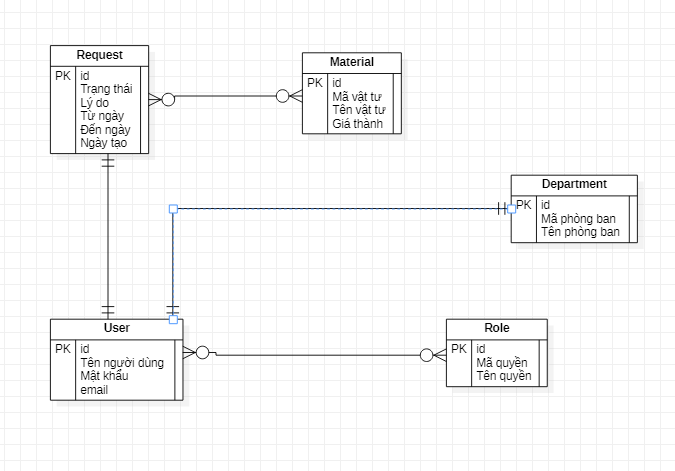 Request
PK id
Trạng thái
Lý do
Từ ngày
Đến ngày
Ngày tạo
Material
PK id
Mã vật tư
Tên vật tư
Giá thành
Department
PK id
Mã phòng ban
Tên phòng ban
User
PK id
Tên người dùng
Mật khẩu
email
Role
PK id
Mã quyền
Tên quyền